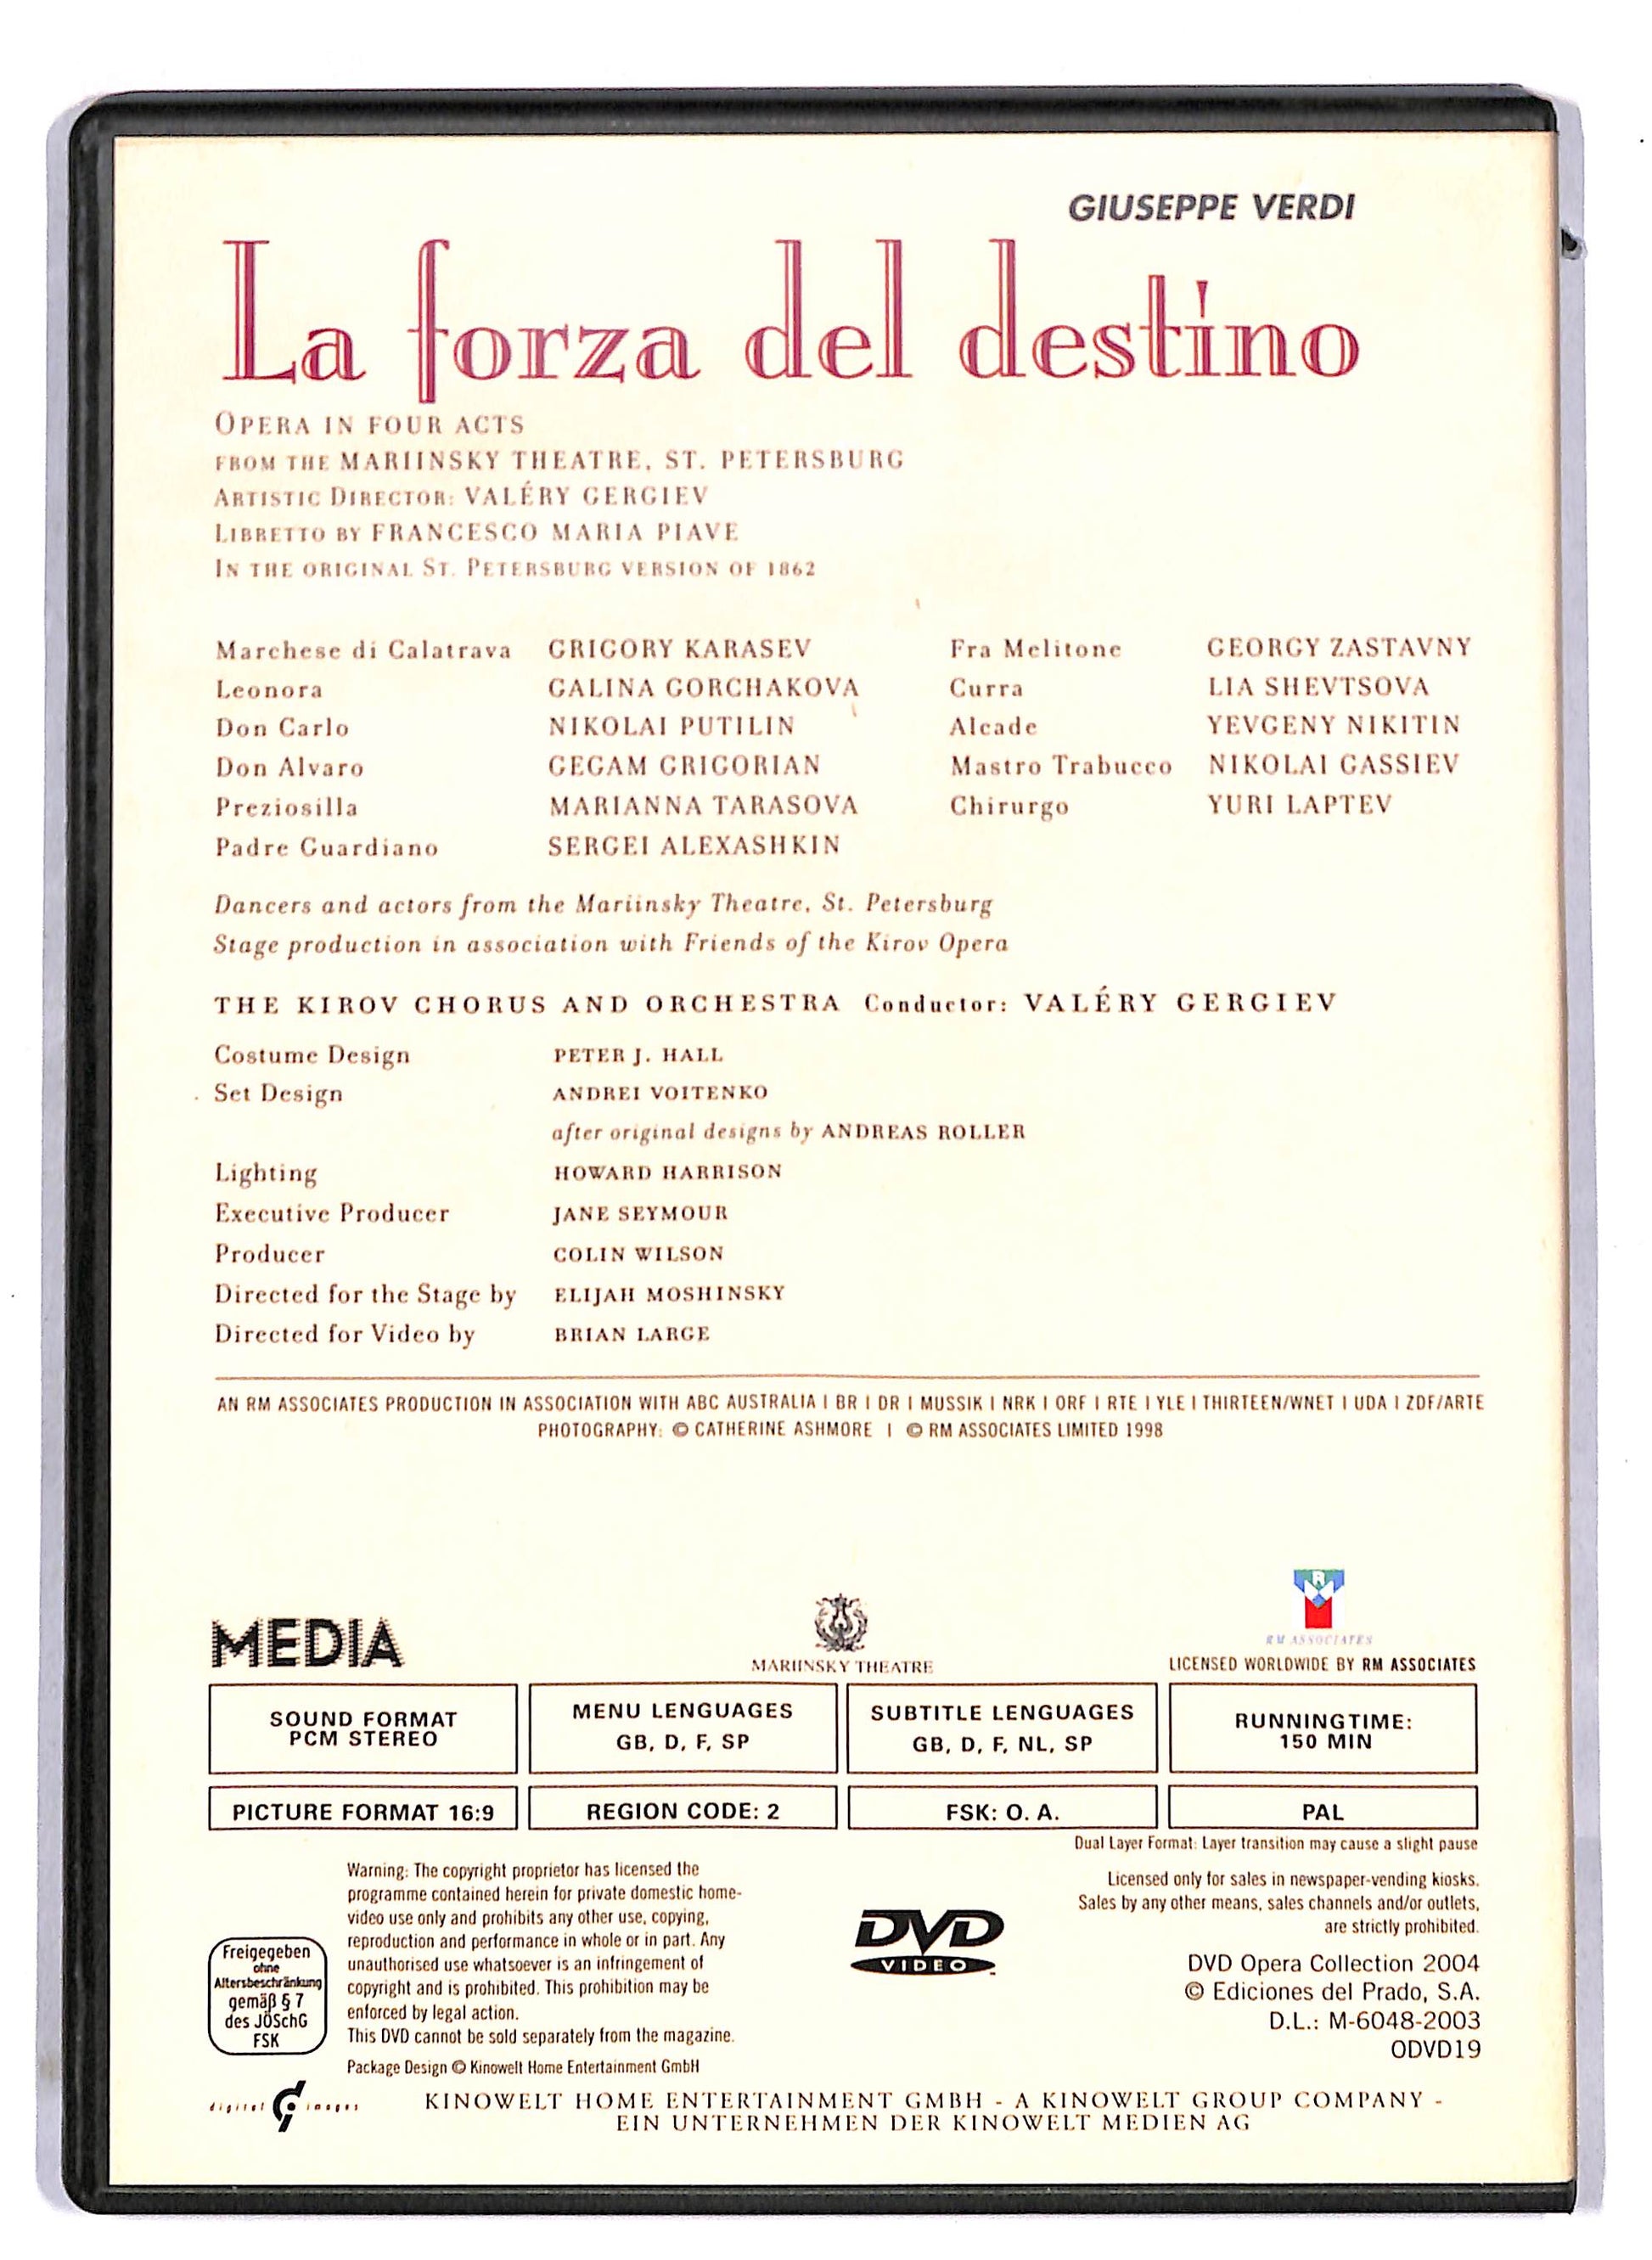 GIUSEPPE VERDI
La forza del destino
OPERA IN FOUR ACTS
FROM THE MARIINSKY THEATRE, ST. PETERSBURG
ARTISTIC DIRECTOR: VALÉRY GERGIEV
LIBRETTO BY FRANCESCO MARIA PIAVE
IN THE ORIGINAL ST. PETERSBURG VERSION OF 1862
Marchese di Calatrava GRIGORY KARASEV Fra Melitone GEORGY ZASTAVNY
Leonora GALINA GORCHAKOVA Curra LIA SHEVTSOVA
Don Carlo NIKOLAI PUTILIN Alcade YEVGENY NIKITIN
Don Alvaro GEGAM GRIGORIAN Mastro Trabucco NIKOLAI GASSIEV
Preziosilla MARIANNA TARASOVA Chirurgo YURI LAPTEV
Padre Guardiano SERGEI ALEXASHKIN
Dancers and actors from the Mariinsky Theatre, St. Petersburg
Stage production in association with Friends of the Kirov Opera
THE KIROV CHORUS AND ORCHESTRA Conductor: VALÉRY GERGIEV
Costume Design PETER J. HALL
Set Design ANDREI VOITENKO
after original designs by ANDREAS ROLLER
Lighting HOWARD HARRISON
Executive Producer JANE SEYMOUR
Producer COLIN WILSON
Directed for the Stage by ELIJAH MOSHINSKY
Directed for Video by BRIAN LARGE
AN RM ASSOCIATES PRODUCTION IN ASSOCIATION WITH ABC AUSTRALIA | BR | DR | MUSSIK | NRK | ORF | RTE | YLE | THIRTEEN/WNET | UDA | ZDF/ARTE
PHOTOGRAPHY: © CATHERINE ASHMORE | © RM ASSOCIATES LIMITED 1998
MEDIA
MARIINSKY THEATRE
RM
RM ASSOCIATES
LICENSED WORLDWIDE BY RM ASSOCIATES
SOUND FORMAT
PCM STEREO
MENU LENGUAGES
GB, D, F, SP
SUBTITLE LENGUAGES
GB, D, F, NL, SP
RUNNINGTIME:
150 MIN
PICTURE FORMAT 16:9
REGION CODE: 2
FSK: O. A.
PAL
Dual Layer Format: Layer transition may cause a slight pause
Warning: The copyright proprietor has licensed the
programme contained herein for private domestic home-
video use only and prohibits any other use, copying,
reproduction and performance in whole or in part. Any
unauthorised use whatsoever is an infringement of
copyright and is prohibited. This prohibition may be
enforced by legal action.
This DVD cannot be sold separately from the magazine.
Package Design © Kinowelt Home Entertainment GmbH
Freigegeben
ohne
Altersbeschränkung
gemäß § 7
des JÖSchG
FSK
DVD
VIDEO
Licensed only for sales in newspaper-vending kiosks.
Sales by any other means, sales channels and/or outlets,
are strictly prohibited.
DVD Opera Collection 2004
© Ediciones del Prado, S.A.
D.L.: M-6048-2003
ODVD19
digital images
KINOWELT HOME ENTERTAINMENT GMBH - A KINOWELT GROUP COMPANY -
EIN UNTERNEHMEN DER KINOWELT MEDIEN AG